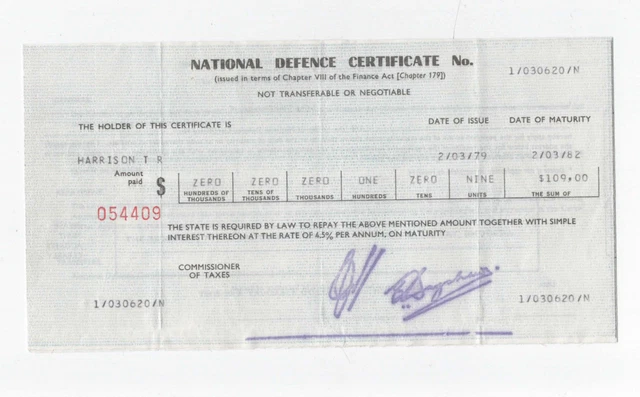 NATIONAL DEFENCE CERTIFICATE No.
(issued in terms of Chapter VIII of the Finance Act [Chapter 179])
1/030620/N
NOT TRANSFERABLE OR NEGOTIABLE
THE HOLDER OF THIS CERTIFICATE IS DATE OF ISSUE DATE OF MATURITY
HARRISON T R 2/03/79 2/03/82
Amount paid $ ZERO ZERO ZERO ONE ZERO NINE $109,00
HUNDREDS OF THOUSANDS TENS OF THOUSANDS THOUSANDS HUNDREDS TENS UNITS THE SUM OF
054409
THE STATE IS REQUIRED BY LAW TO REPAY THE ABOVE MENTIONED AMOUNT TOGETHER WITH SIMPLE
INTEREST THEREON AT THE RATE OF 4,5% PER ANNUM, ON MATURITY
COMMISSIONER
OF TAXES
1/030620/N 1/030620/N